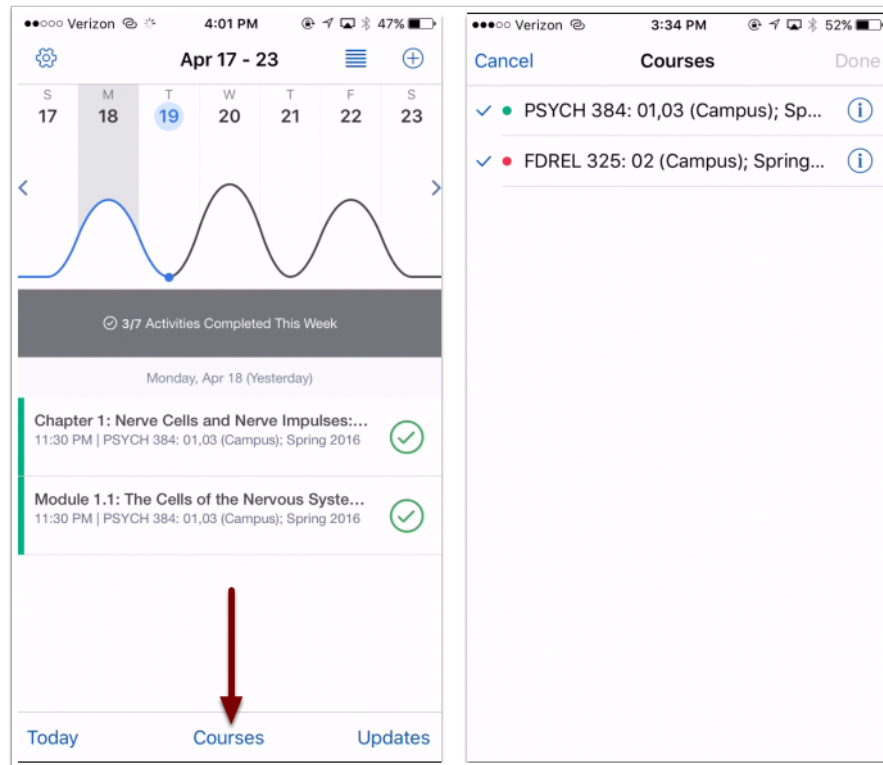 Verizon 4:01 PM 47%
Apr 17 - 23
S M T W T F S
17 18 19 20 21 22 23
3/7 Activities Completed This Week
Monday, Apr 18 (Yesterday)
Chapter 1: Nerve Cells and Nerve Impulses:...
11:30 PM | PSYCH 384: 01,03 (Campus); Spring 2016
Module 1.1: The Cells of the Nervous Syste...
11:30 PM | PSYCH 384: 01,03 (Campus); Spring 2016
Today Courses Updates
Verizon 3:34 PM 52%
Cancel Courses Done
PSYCH 384: 01,03 (Campus); Sp...
FDREL 325: 02 (Campus); Spring...